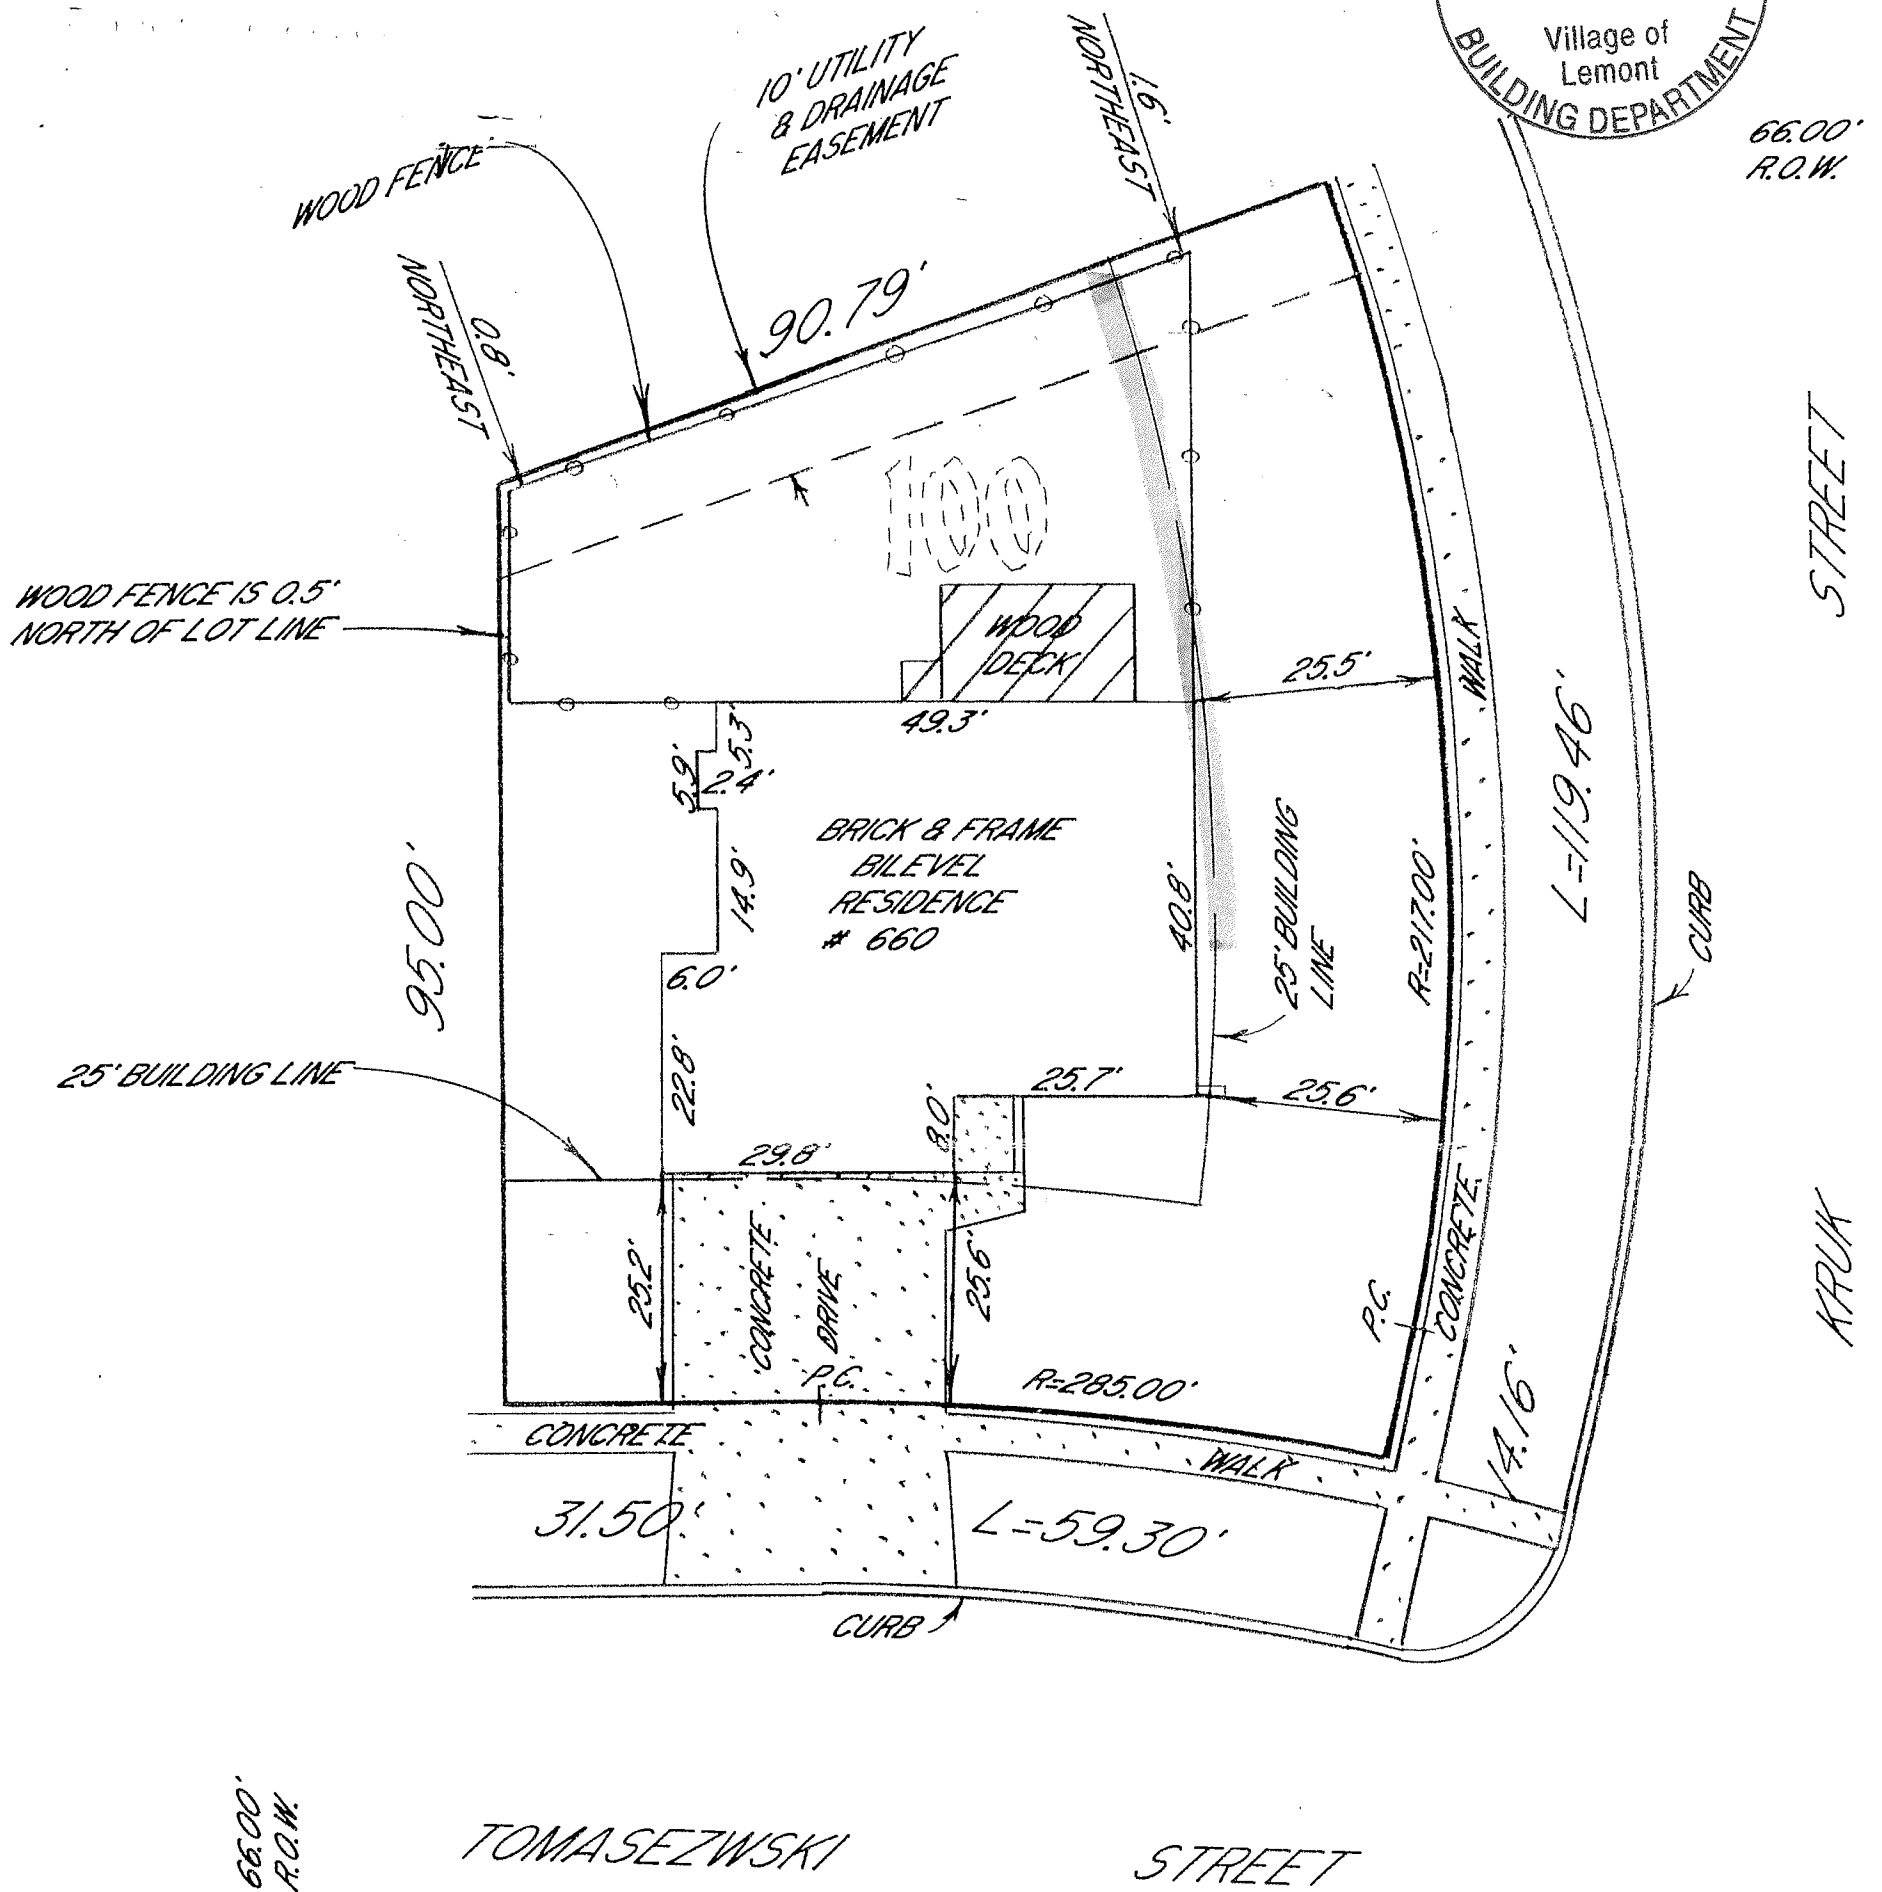 Village of
Lemont
BUILDING DEPARTMENT
66.00'
R.O.W.
10' UTILITY
& DRAINAGE
EASEMENT
1.6'
NORTHEAST
WOOD FENCE
0.8'
NORTHEAST
90.79'
100
STREET
WOOD FENCE IS 0.5'
NORTH OF LOT LINE
WOOD
DECK
25.5'
WALK
49.3'
5.3'
5.9'
2.4'
L=119.46'
BRICK & FRAME
BILEVEL
RESIDENCE
# 660
14.9'
40.8'
25' BUILDING
LINE
R=217.00'
CURB
95.00'
6.0'
25' BUILDING LINE
22.8'
25.7'
25.6'
8.0'
29.8'
CONCRETE
KRUK
25.2'
CONCRETE
DRIVE
25.6'
P.C.
P.C.
R=285.00'
14.16'
CONCRETE
WALK
31.50'
L=59.30'
CURB
66.00'
R.O.W.
TOMASEZWSKI
STREET